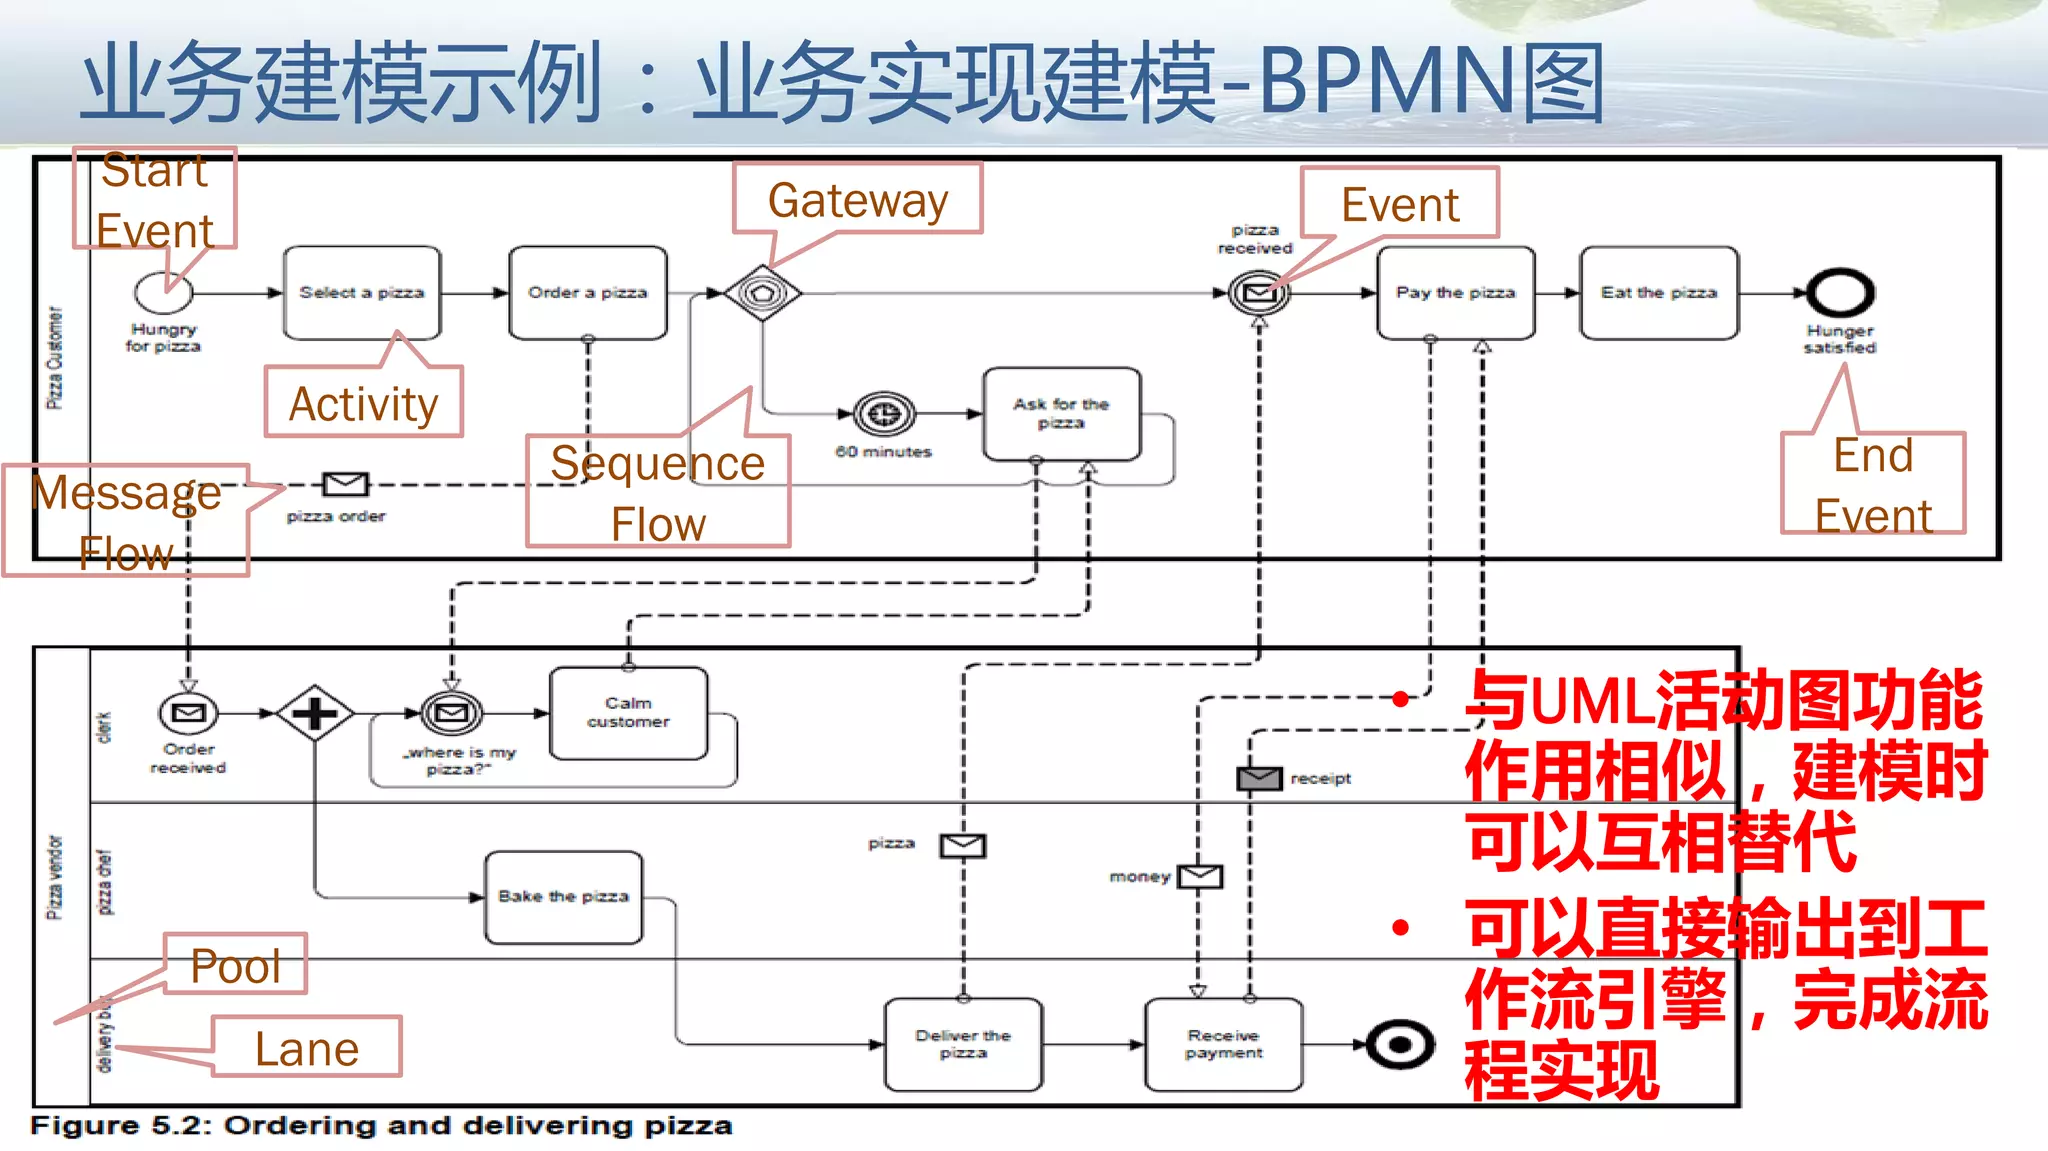 业务建模示例：业务实现建模-BPMN图
Start
Event
Gateway
Event
pizza
received
Pizza Customer
Select a pizza
Order a pizza
Pay the pizza
Eat the pizza
Hungry
for pizza
Hunger
satisfied
Activity
Ask for the
pizza
60 minutes
Sequence
Flow
End
Event
Message
Flow
pizza order
Pizza vendor
clerk
Order
received
„where is my
pizza?“
Calm
customer
receipt
pizza chef
Bake the pizza
pizza
money
Pool
delivery boy
Lane
Deliver the
pizza
Receive
payment
• 与UML活动图功能
作用相似，建模时
可以互相替代
• 可以直接输出到工
作流引擎，完成流
程实现
Figure 5.2: Ordering and delivering pizza